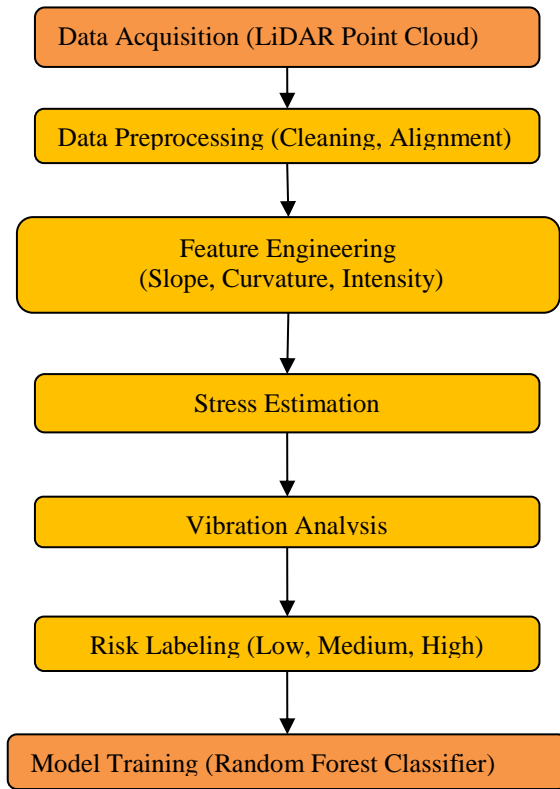 Data Acquisition (LiDAR Point Cloud)
Data Preprocessing (Cleaning, Alignment)
Feature Engineering
(Slope, Curvature, Intensity)
Stress Estimation
Vibration Analysis
Risk Labeling (Low, Medium, High)
Model Training (Random Forest Classifier)